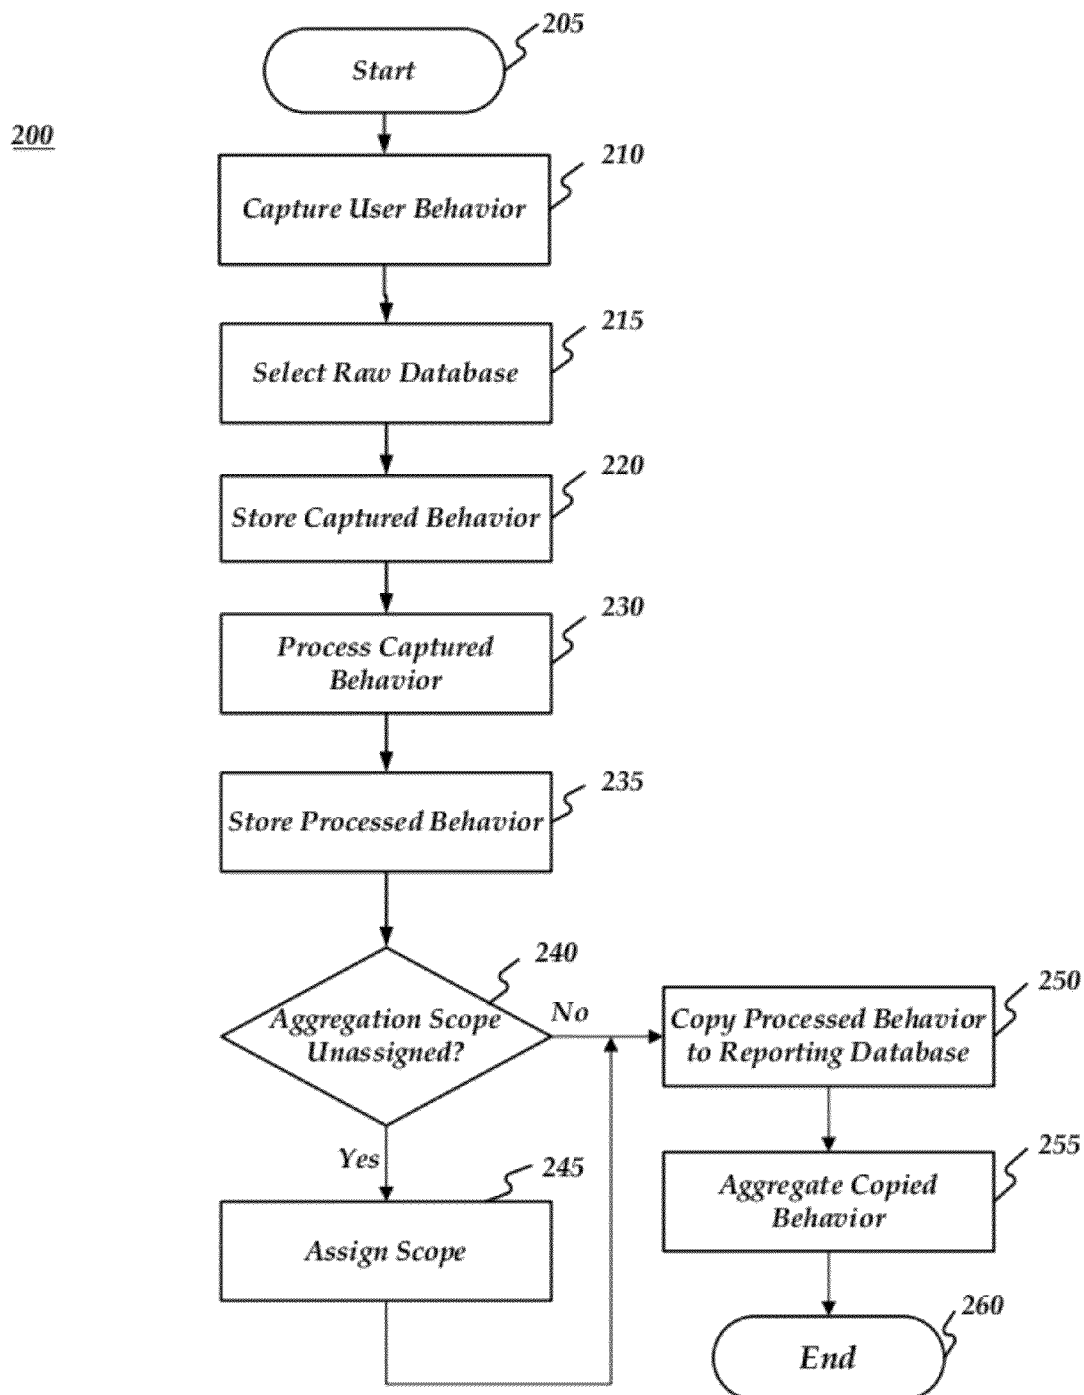 205
Start
200
210
Capture User Behavior
215
Select Raw Database
220
Store Captured Behavior
230
Process Captured
Behavior
235
Store Processed Behavior
240
Aggregation Scope
Unassigned?
No
250
Copy Processed Behavior
to Reporting Database
Yes
245
Assign Scope
255
Aggregate Copied
Behavior
260
End